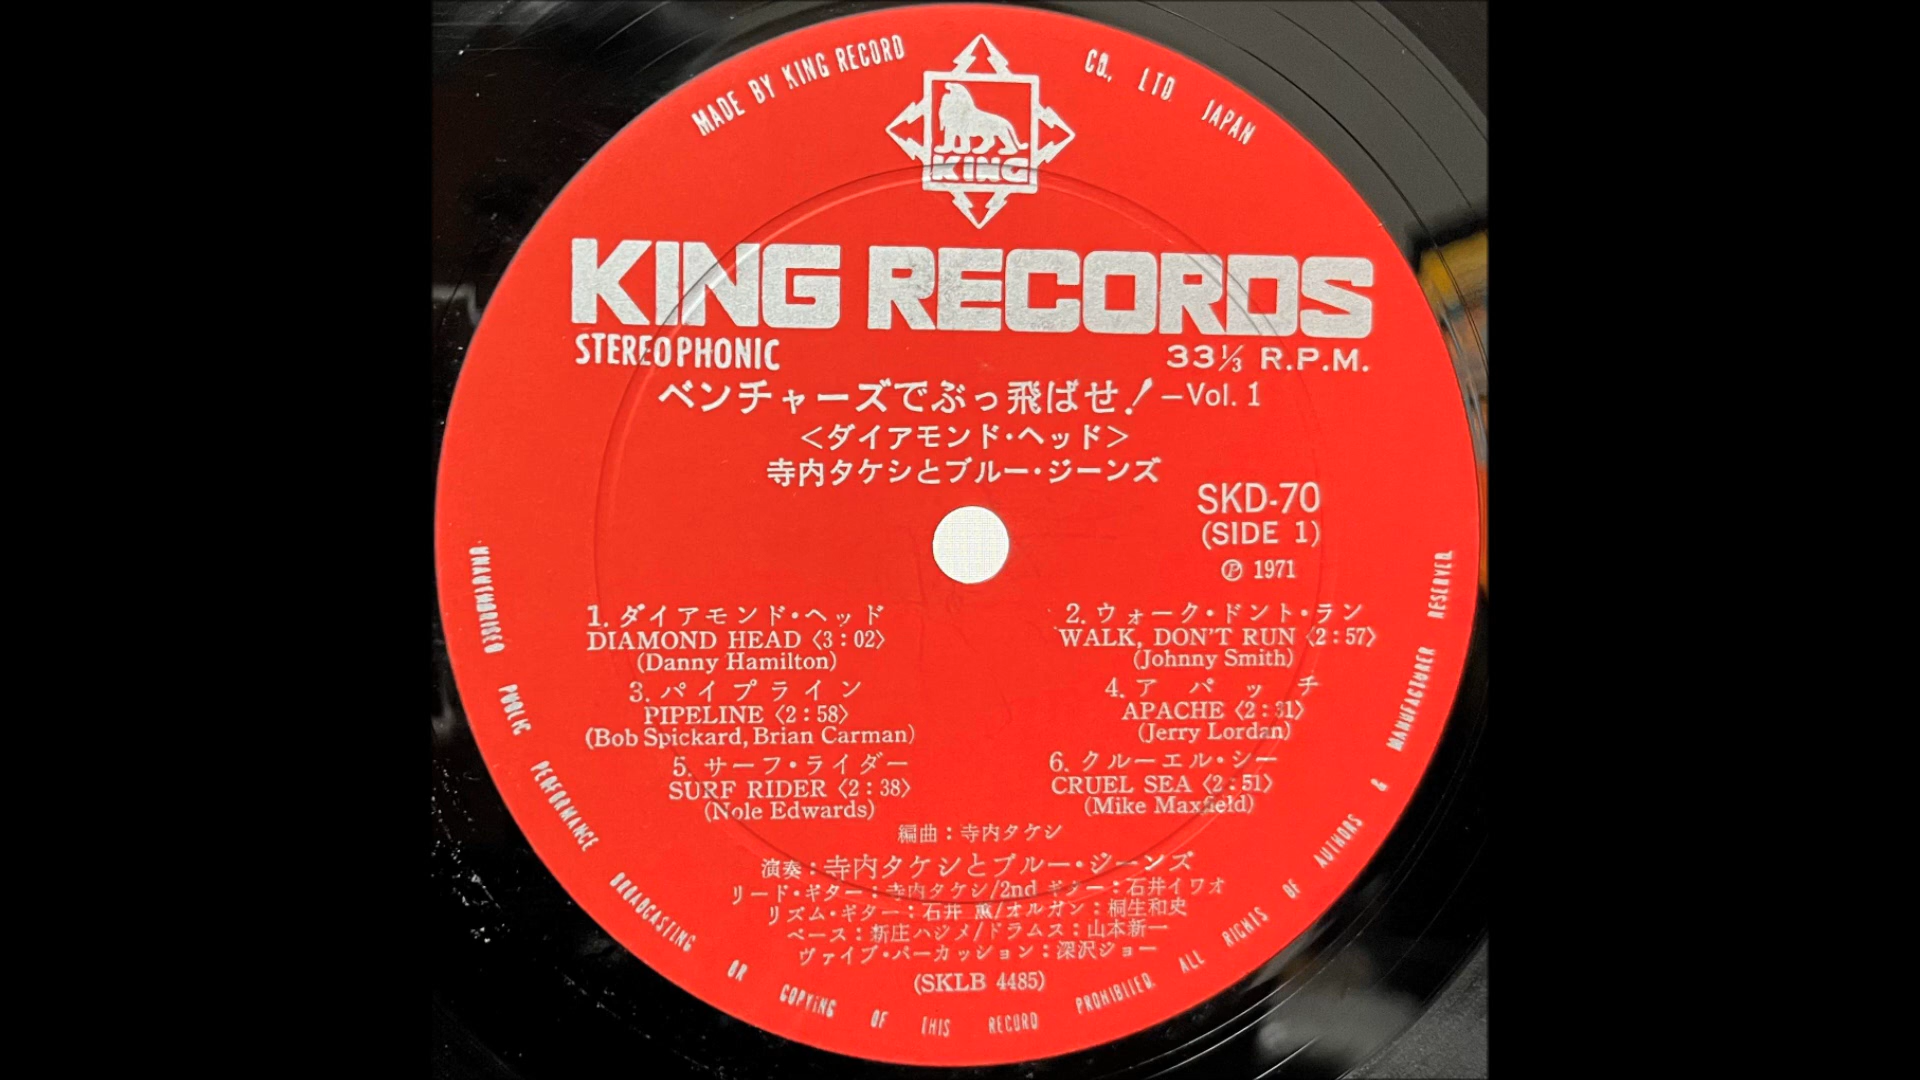 MADE BY KING RECORD CO., LTD. JAPAN
KING
KING RECORDS
STEREOPHONIC
33⅓ R.P.M.
ベンチャーズでぶっ飛ばせ!—Vol. 1
<ダイアモンド・ヘッド>
寺内タケシとブルー・ジーンズ
SKD-70
(SIDE 1)
Ⓟ 1971
1. ダイアモンド・ヘッド
DIAMOND HEAD 〈3:02〉
(Danny Hamilton)
2. ウォーク・ドント・ラン
WALK, DON'T RUN 〈2:57〉
(Johnny Smith)
3. パイプライン
PIPELINE 〈2:58〉
(Bob Spickard, Brian Carman)
4. アパッチ
APACHE 〈2:31〉
(Jerry Lordan)
5. サーフ・ライダー
SURF RIDER 〈2:38〉
(Nole Edwards)
6. クルーエル・シー
CRUEL SEA 〈2:51〉
(Mike Maxfield)
編曲:寺内タケシ
演奏:寺内タケシとブルー・ジーンズ
リード・ギター:寺内タケシ/2nd ギター:石井イワオ
リズム・ギター:石井 薫/オルガン:桐生和史
ベース:新庄ハジメ/ドラムス:山本新一
ヴァイブ・パーカッション:深沢ジョー
(SKLB 4485)
UNAUTHORISED PUBLIC PERFORMANCE BROADCASTING OR COPYING OF THIS RECORD PROHIBITED. ALL RIGHTS OF AUTHORS & MANUFACTURER RESERVED.